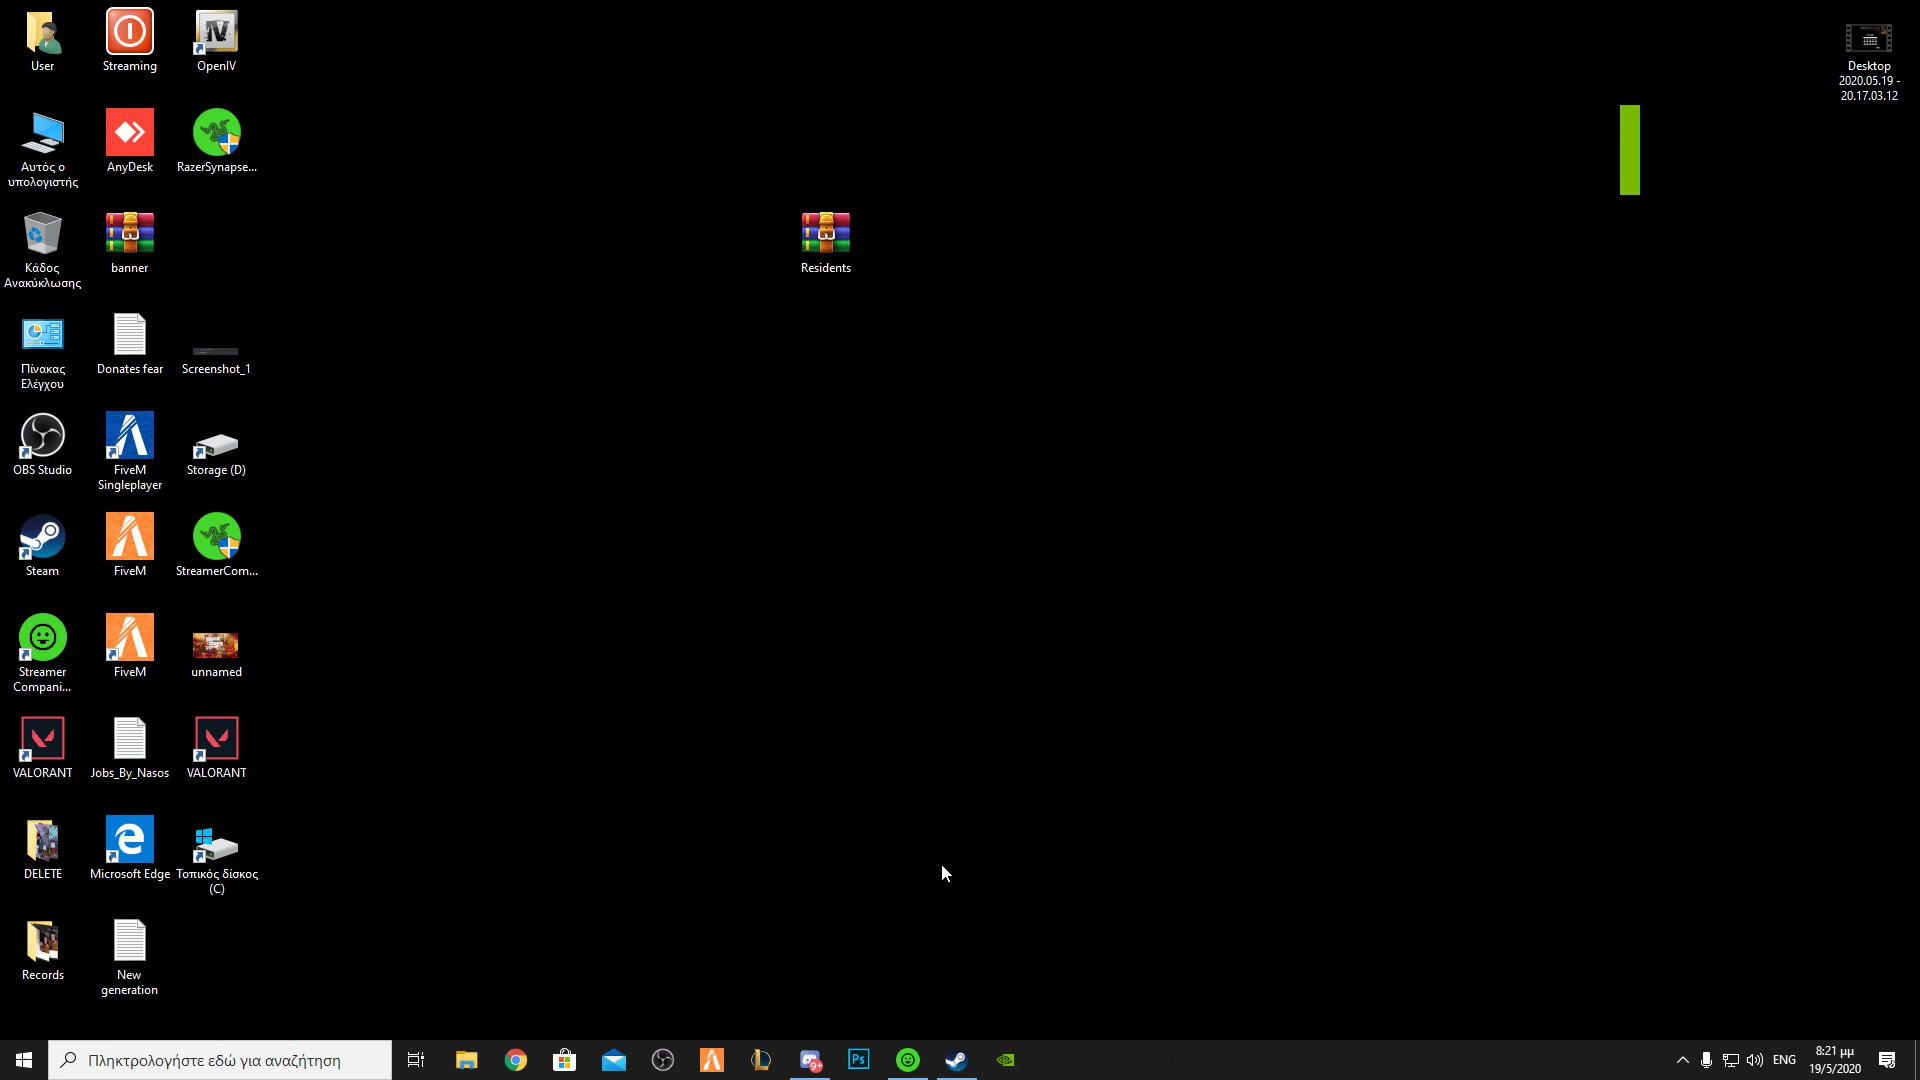 User
Streaming
OpenIV
Desktop
2020.05.19 -
20.17.03.12
Αυτός ο
υπολογιστής
AnyDesk
RazerSynapse...
Κάδος
Ανακύκλωσης
banner
Residents
Πίνακας
Ελέγχου
Donates fear
Screenshot_1
OBS Studio
FiveM
Singleplayer
Storage (D)
Steam
FiveM
StreamerCom...
Streamer
Compani...
FiveM
unnamed
VALORANT
Jobs_By_Nasos
VALORANT
DELETE
Microsoft Edge
Τοπικός δίσκος
(C)
Records
New
generation
Πληκτρολογήστε εδώ για αναζήτηση
9+
Ps
ENG
8:21 μμ
19/5/2020